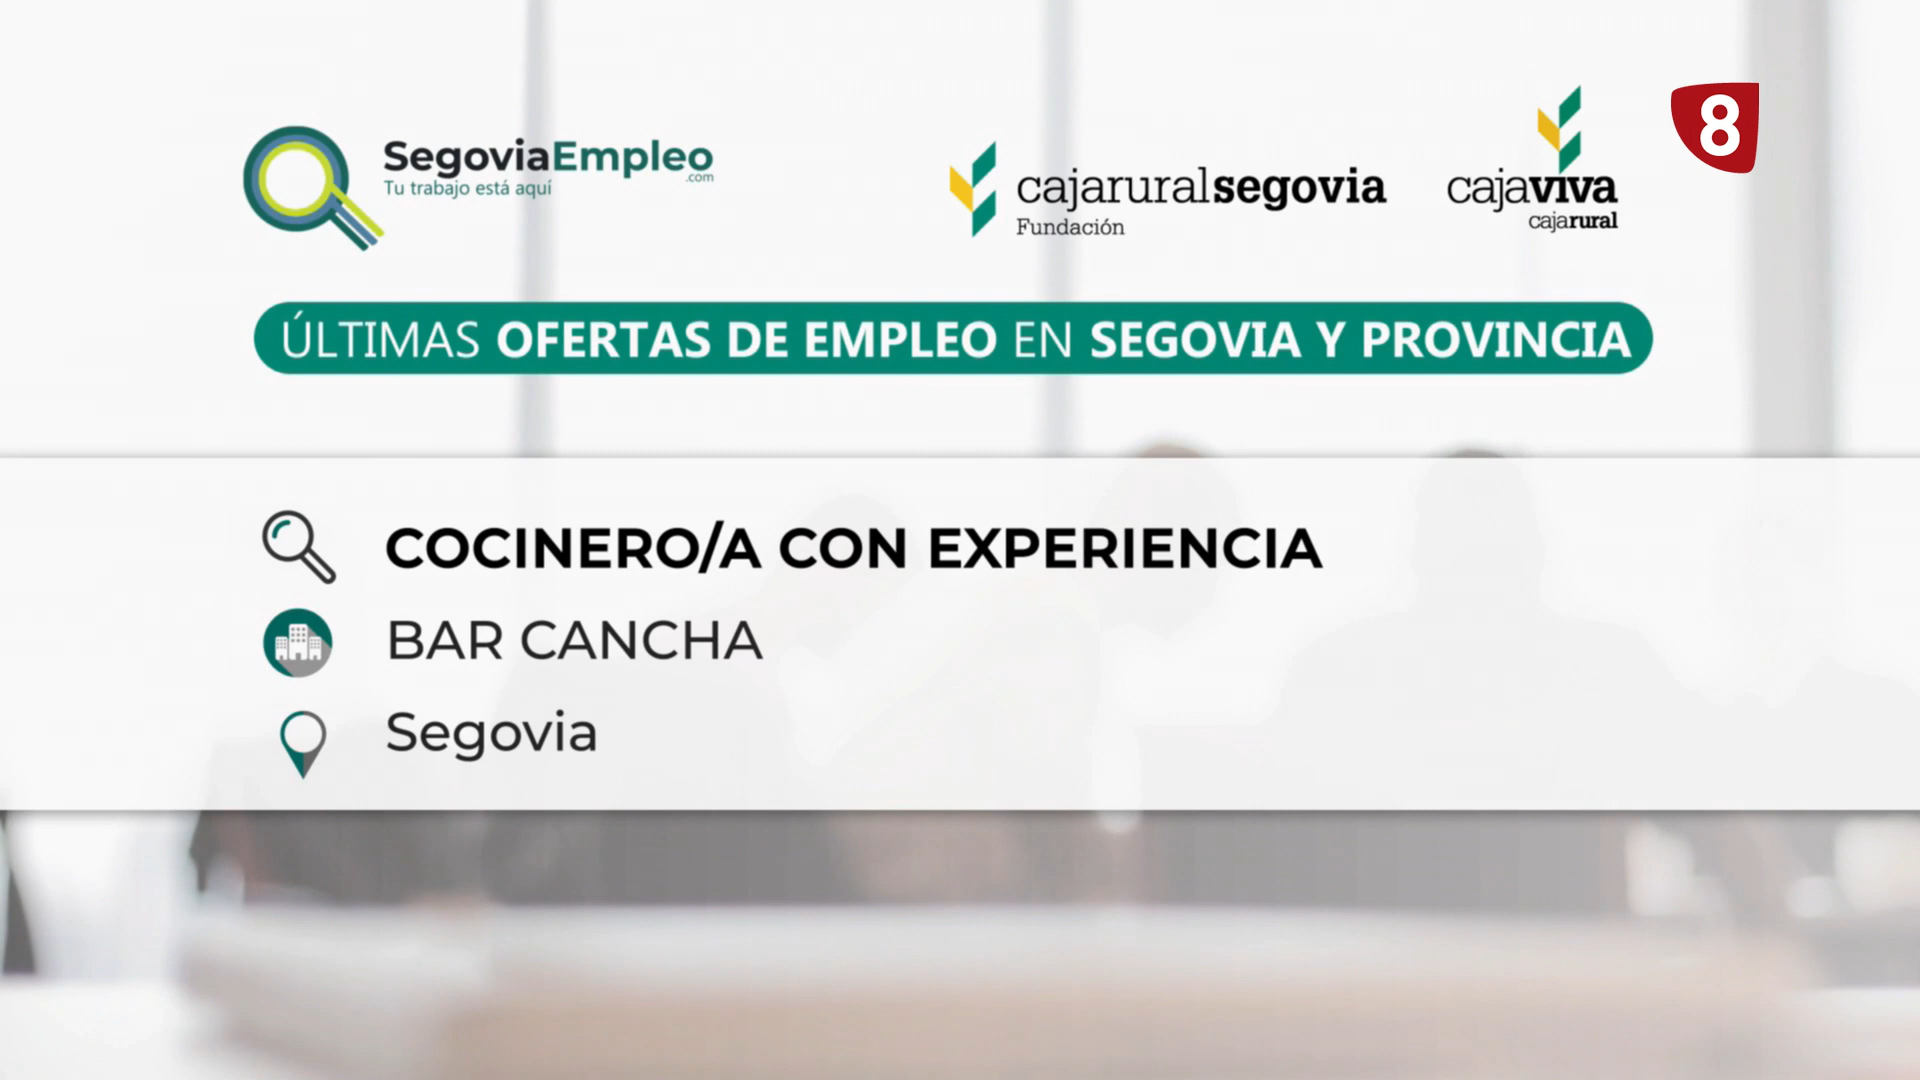 SegoviaEmpleo
.com
Tu trabajo está aquí
cajaruralsegovia
Fundación
cajaviva
cajarural
8
ÚLTIMAS OFERTAS DE EMPLEO EN SEGOVIA Y PROVINCIA
COCINERO/A CON EXPERIENCIA
BAR CANCHA
Segovia